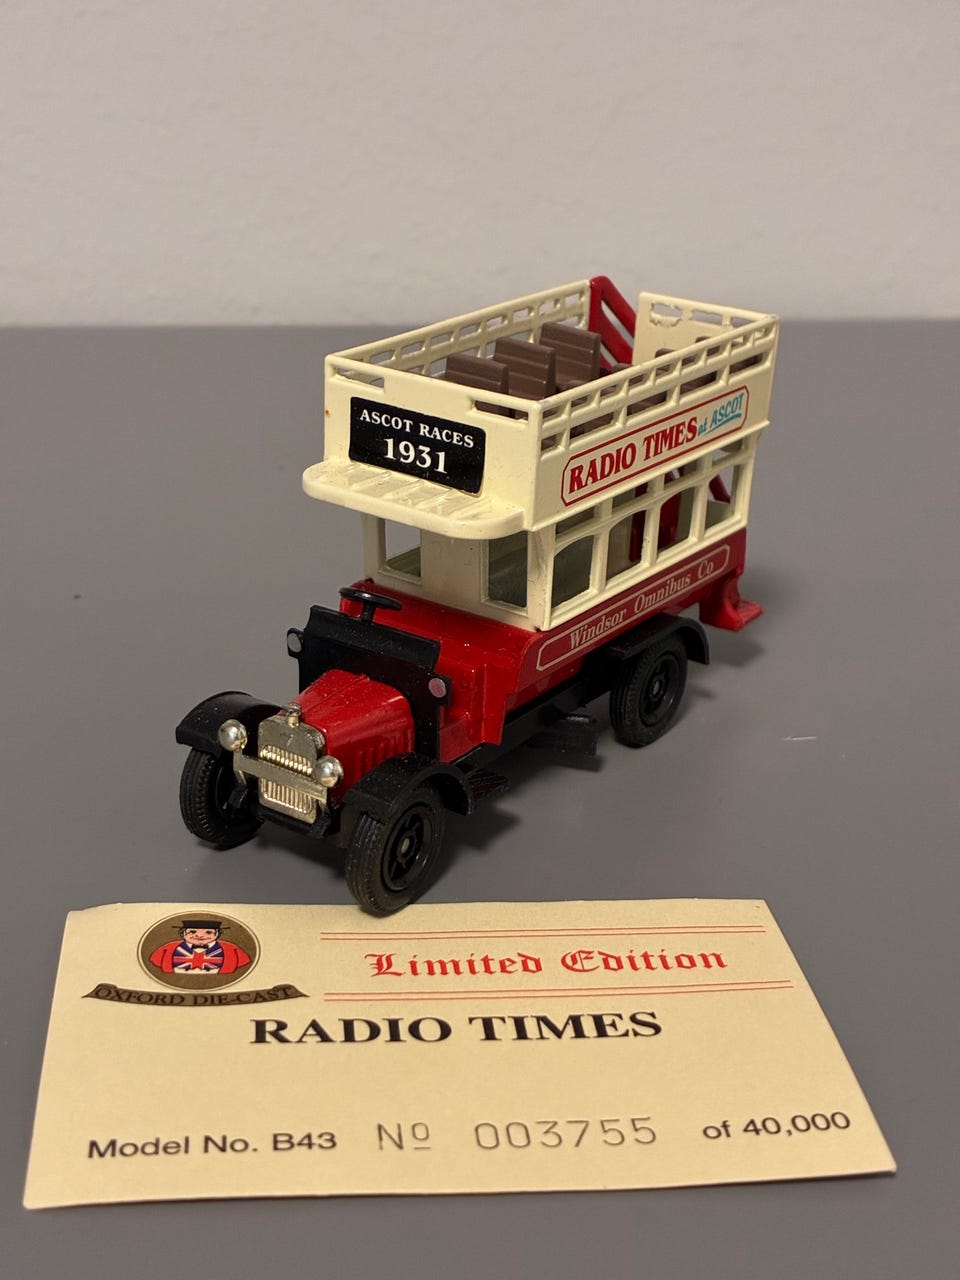 ASCOT RACES
1931
RADIO TIMES at ASCOT
Windsor Omnibus Co
OXFORD DIE-CAST
Limited Edition
RADIO TIMES
Model No. B43 Nº 003755 of 40,000